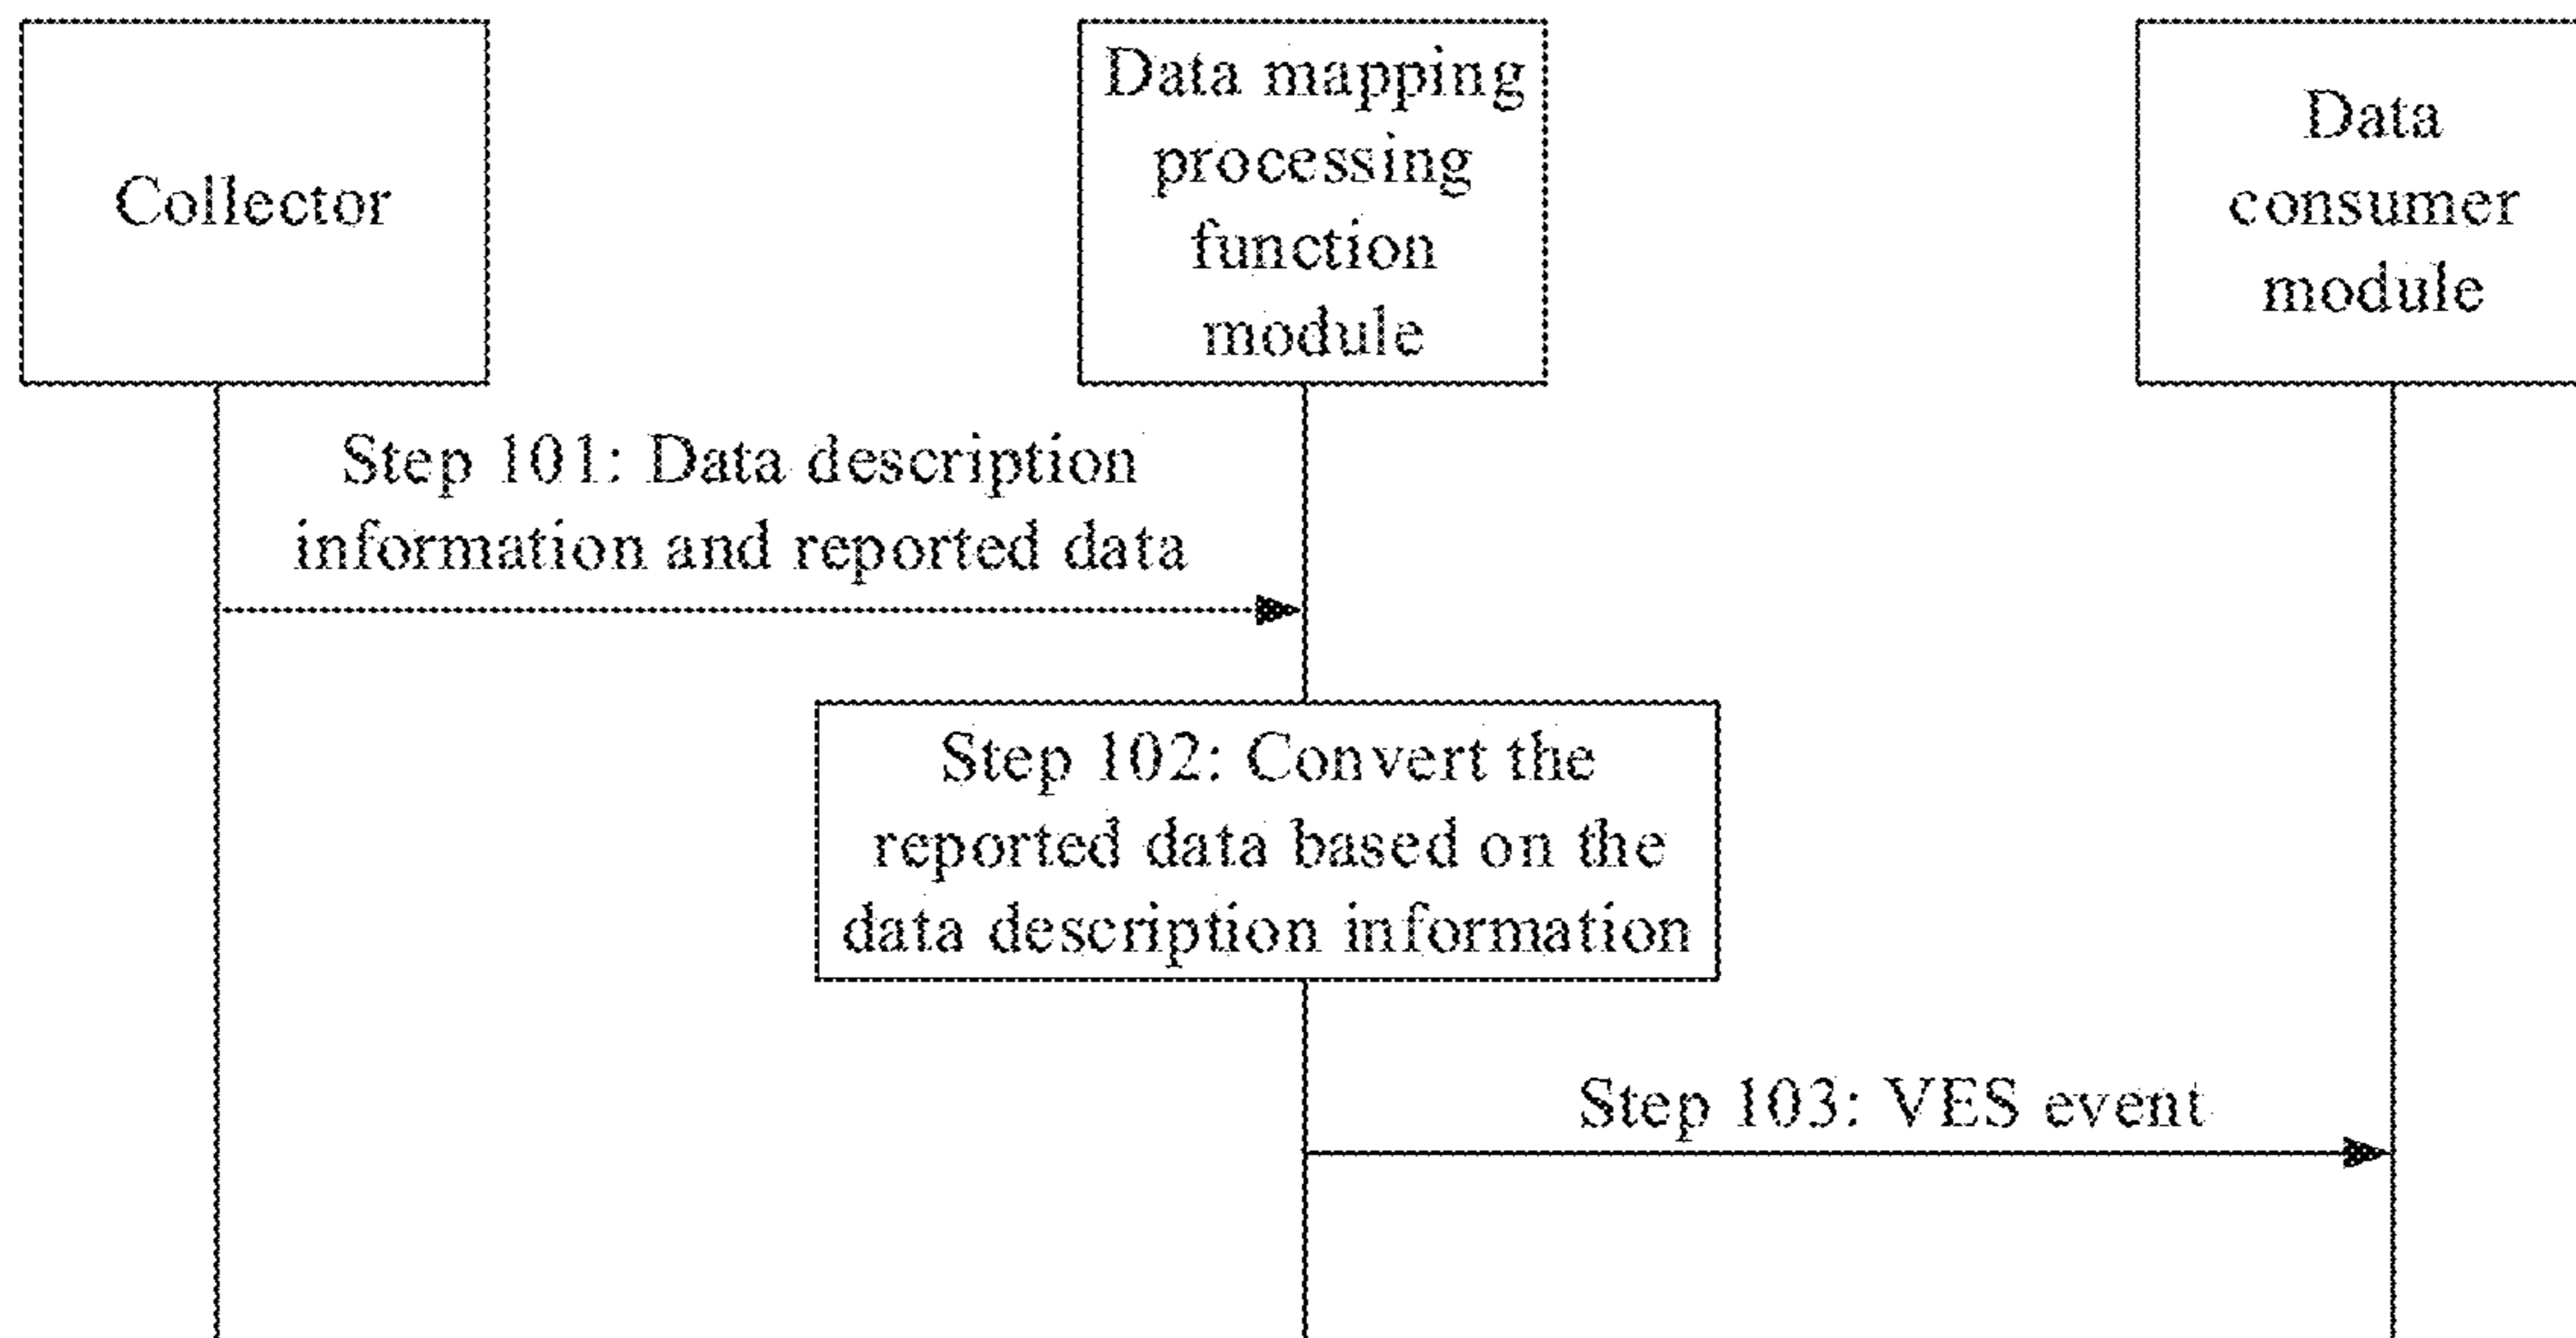 Collector
Data mapping
processing
function
module
Data
consumer
module
Step 101: Data description
information and reported data
Step 102: Convert the
reported data based on the
data description information
Step 103: VES event